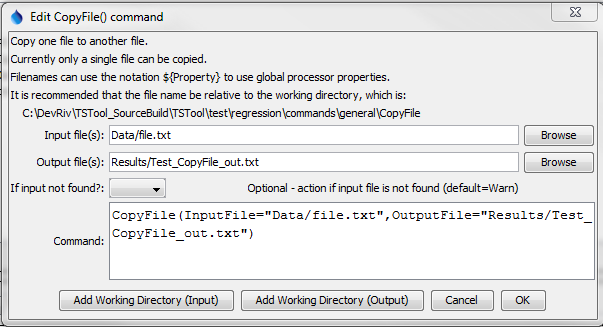 Edit CopyFile() command
Copy one file to another file.
Currently only a single file can be copied.
Filenames can use the notation ${Property} to use global processor properties.
It is recommended that the file name be relative to the working directory, which is:
C:\DevRiv\TSTool_SourceBuild\TSTool\test\regression\commands\general\CopyFile
Input file(s): Data/file.txt Browse
Output file(s): Results/Test_CopyFile_out.txt Browse
If input not found?: Optional - action if input file is not found (default=Warn)
CopyFile(InputFile="Data/file.txt",OutputFile="Results/Test_
Command: CopyFile_out.txt")
Add Working Directory (Input) Add Working Directory (Output) Cancel OK